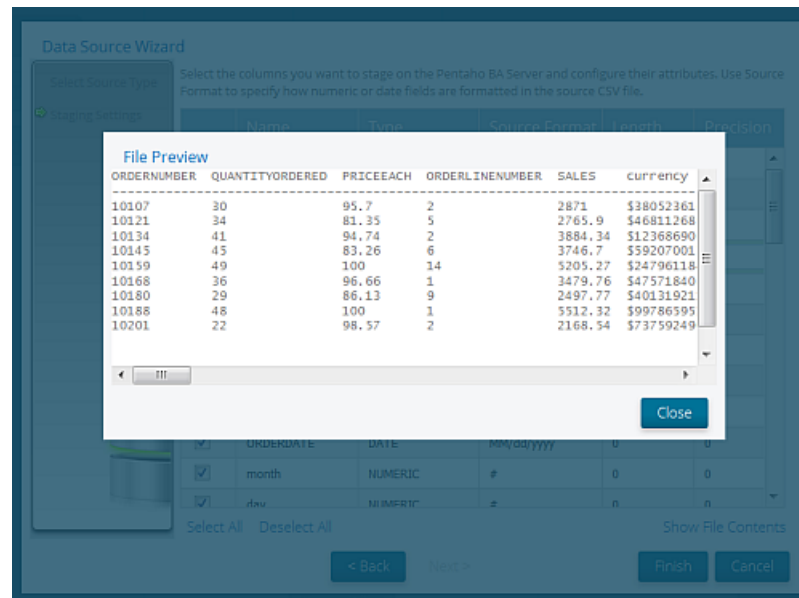 Data Source Wizard
Select Source Type
Select the columns you want to stage on the Pentaho BA Server and configure their attributes. Use Source
Format to specify how numeric or date fields are formatted in the source CSV file.
Staging Settings
Name Type Source Format Length Precision
File Preview
ORDERNUMBER QUANTITYORDERED PRICEEACH ORDERLINENUMBER SALES currency
10107 30 95.7 2 2871 $38052361
10121 34 81.35 5 2765.9 $46811268
10134 41 94.74 2 3884.34 $12368690
10145 45 83.26 6 3746.7 $59207001
10159 49 100 14 5205.27 $24796118
10168 36 96.66 1 3479.76 $47571840
10180 29 86.13 9 2497.77 $40131921
10188 48 100 1 5512.32 $99786595
10201 22 98.57 2 2168.54 $73759249
Close
ORDERDATE DATE MM/dd/yyyy 0 0
month NUMERIC # 0 0
day NUMERIC # 0 0
Select All Deselect All Show File Contents
< Back Next > Finish Cancel